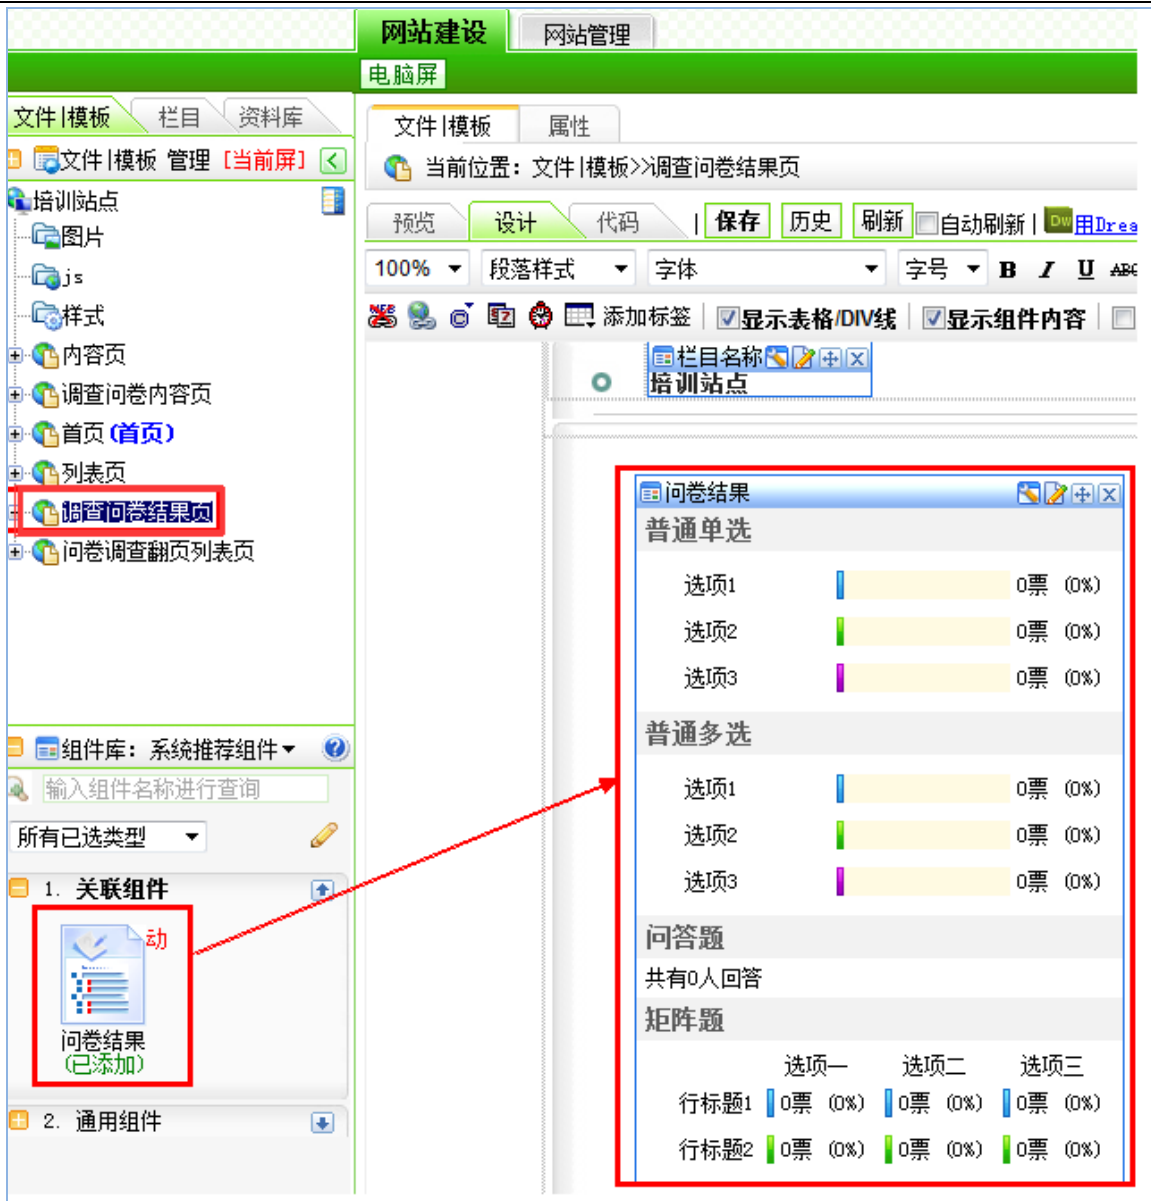 网站建设 网站管理
电脑屏
文件|模板 栏目 资料库
文件|模板 管理 [当前屏]
培训站点
图片
js
样式
内容页
调查问卷内容页
首页 (首页)
列表页
调查问卷结果页
问卷调查翻页列表页
组件库：系统推荐组件
输入组件名称进行查询
所有已选类型
1. 关联组件
动
问卷结果
(已添加)
2. 通用组件
文件|模板 属性
当前位置：文件|模板>>调查问卷结果页
预览 设计 代码 | 保存 历史 刷新 自动刷新 | Dw 用Drea
100% 段落样式 字体 字号 B I U ABC
添加标签 显示表格/DIV线 显示组件内容
栏目名称
培训站点
问卷结果
普通单选
选项1 0票 (0%)
选项2 0票 (0%)
选项3 0票 (0%)
普通多选
选项1 0票 (0%)
选项2 0票 (0%)
选项3 0票 (0%)
问答题
共有0人回答
矩阵题
选项一 选项二 选项三
行标题1 0票 (0%) 0票 (0%) 0票 (0%)
行标题2 0票 (0%) 0票 (0%) 0票 (0%)